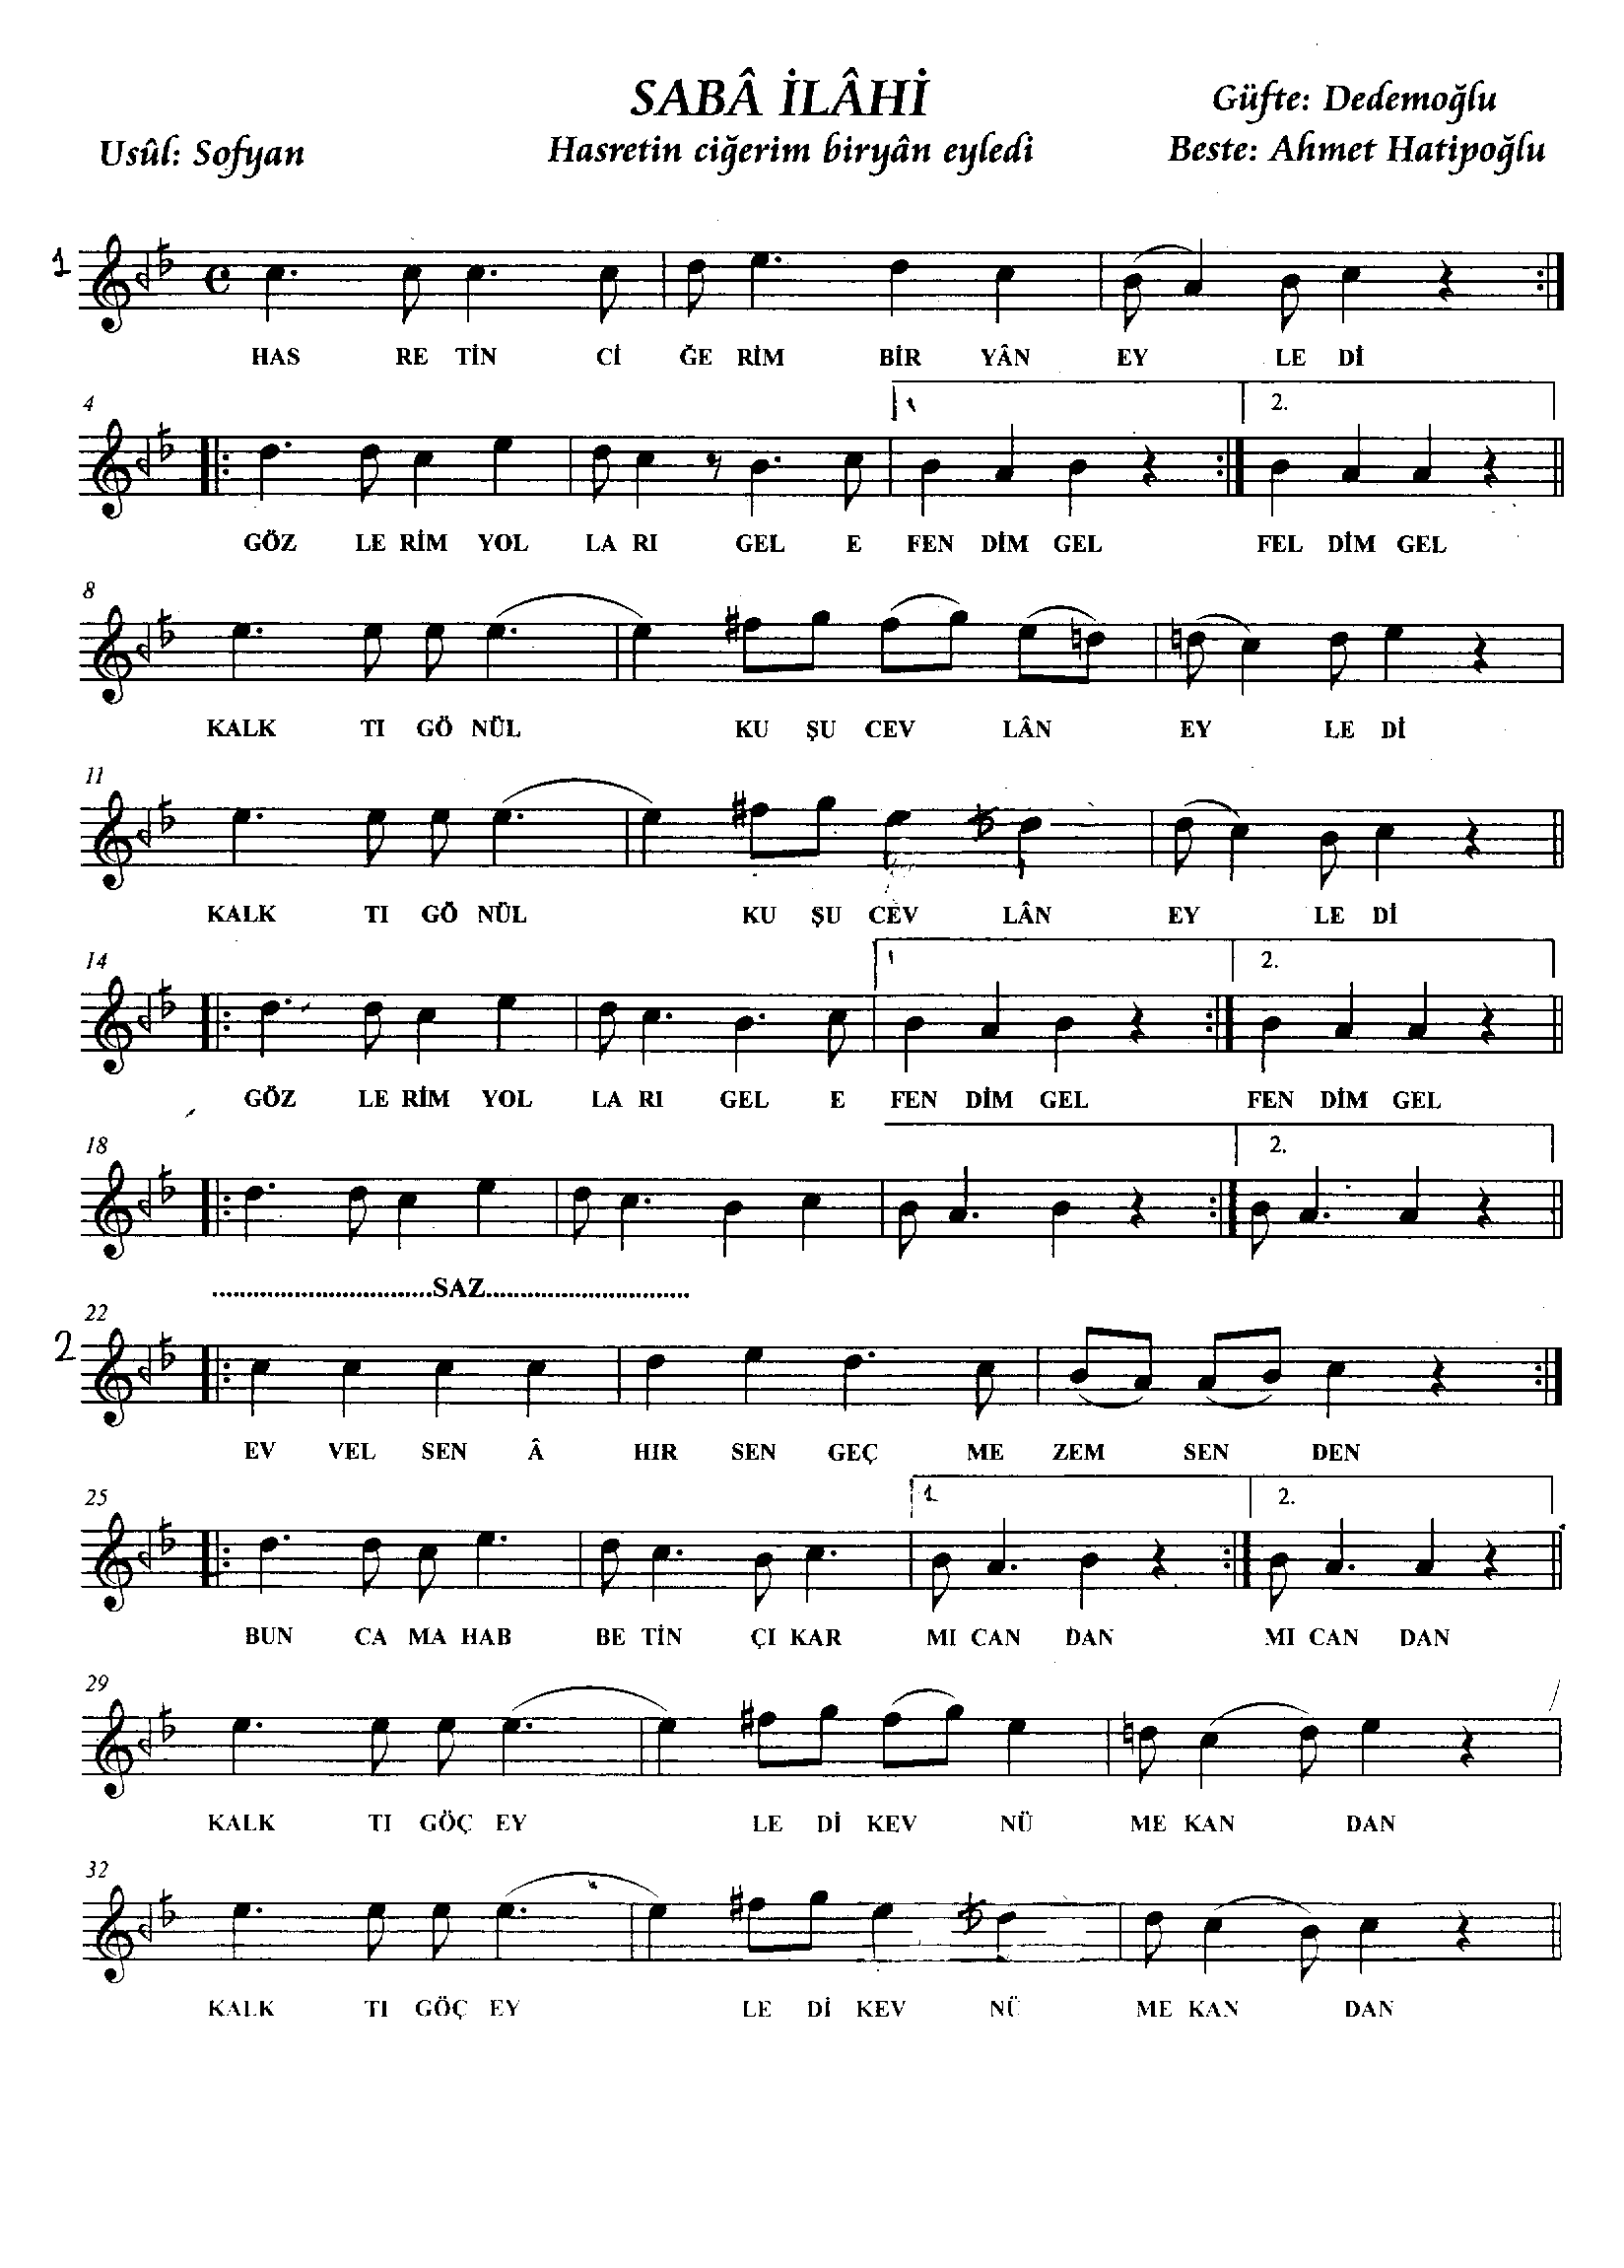 SABÂ İLÂHİ
Güfte: Dedemoğlu
Usûl: Sofyan
Hasretin ciğerim biryân eyledi
Beste: Ahmet Hatipoğlu
1
HAS RE TİN Cİ ĞE RİM BİR YÂN EY LE Dİ
4
1 2.
GÖZ LE RİM YOL LA RI GEL E FEN DİM GEL FEL DİM GEL
8
KALK TI GÖ NÜL KU ŞU CEV LÂN EY LE Dİ
11
KALK TI GÖ NÜL KU ŞU CEV LÂN EY LE Dİ
14
1 2.
GÖZ LE RİM YOL LA RI GEL E FEN DİM GEL FEN DİM GEL
18
2.
.................................SAZ..............................
22
2
EV VEL SEN Â HIR SEN GEÇ ME ZEM SEN DEN
25
1 2.
BUN CA MA HAB BE TİN ÇI KAR MI CAN DAN MI CAN DAN
29
KALK TI GÖÇ EY LE Dİ KEV NÜ ME KAN DAN
32
KALK TI GÖÇ EY LE Dİ KEV NÜ ME KAN DAN